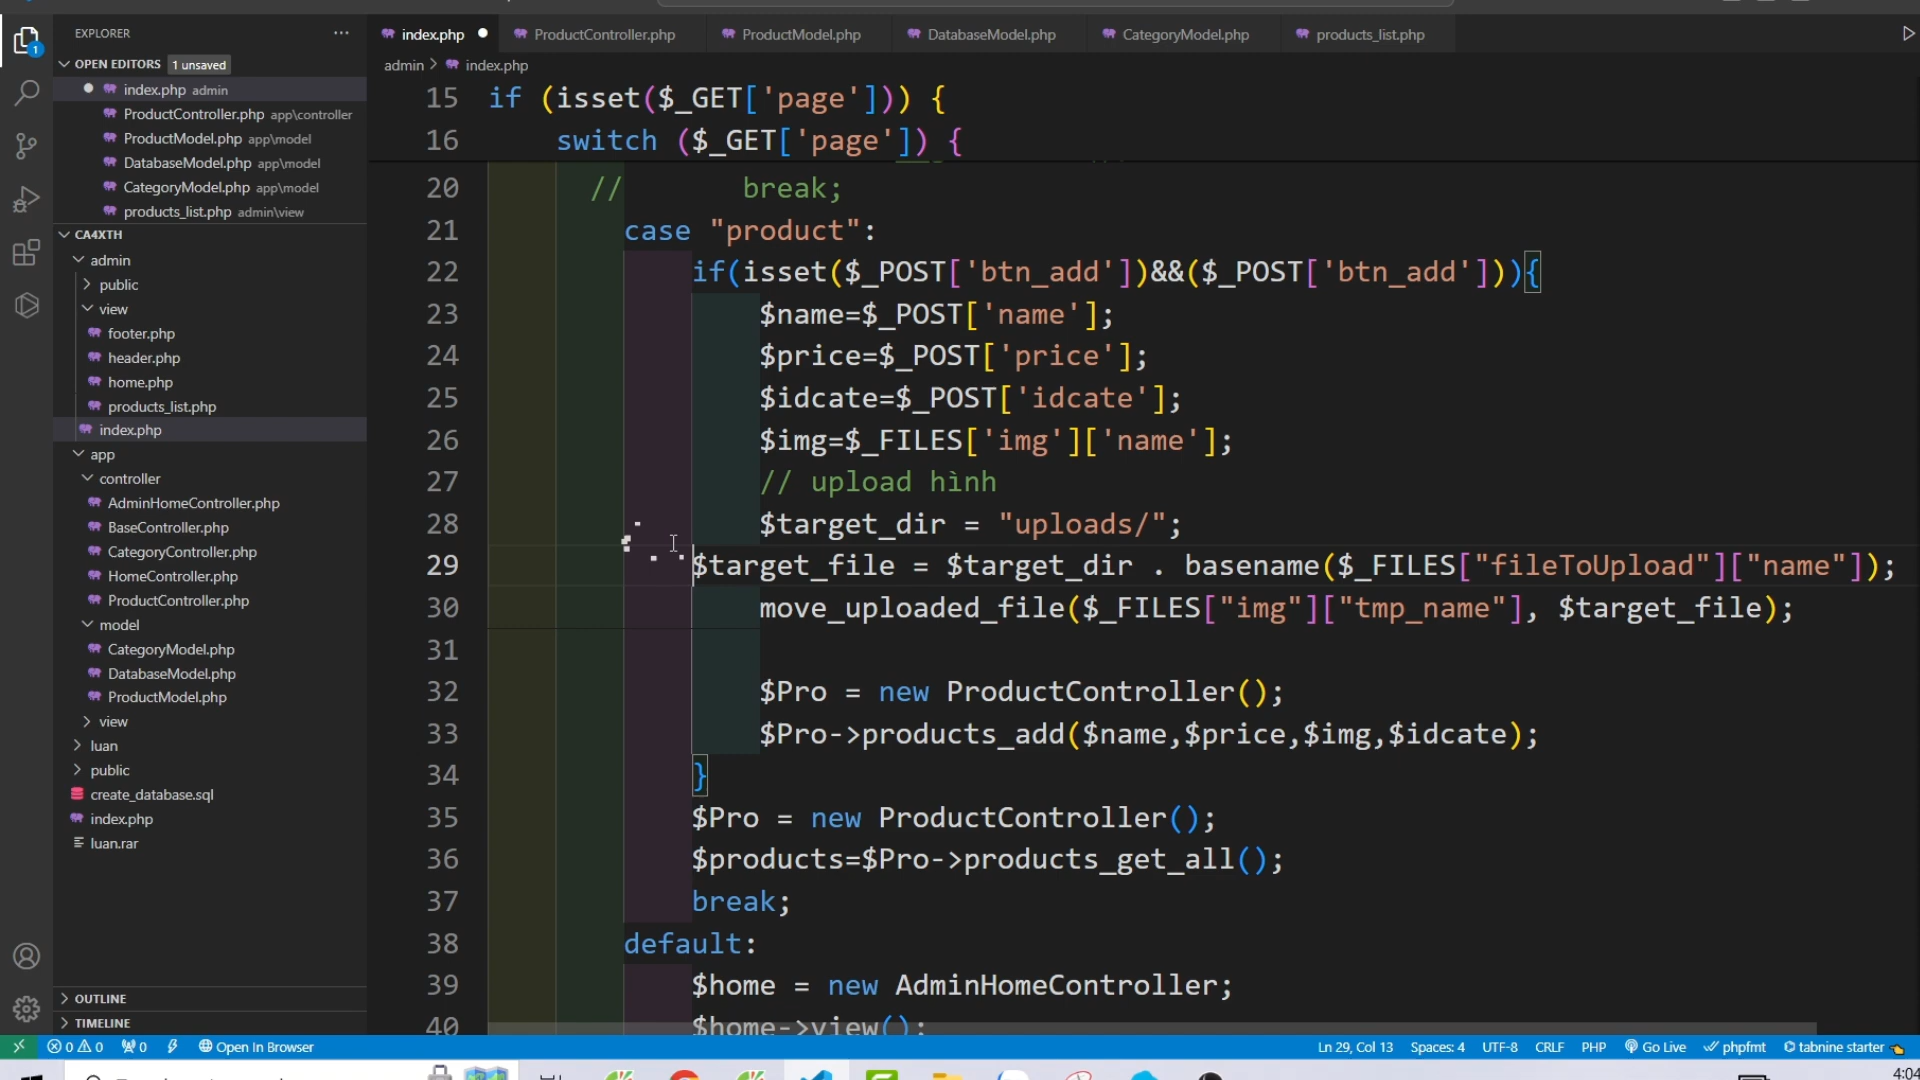 EXPLORER
OPEN EDITORS 1 unsaved
index.php admin
ProductController.php app\controller
ProductModel.php app\model
DatabaseModel.php app\model
CategoryModel.php app\model
products_list.php admin\view
CA4XTH
admin
public
view
footer.php
header.php
home.php
products_list.php
index.php
app
controller
AdminHomeController.php
BaseController.php
CategoryController.php
HomeController.php
ProductController.php
model
CategoryModel.php
DatabaseModel.php
ProductModel.php
view
luan
public
create_database.sql
index.php
luan.rar
OUTLINE
TIMELINE
index.php ProductController.php ProductModel.php DatabaseModel.php CategoryModel.php products_list.php
admin > index.php
15 if (isset($_GET['page'])) {
16 switch ($_GET['page']) {
20 // break;
21 case "product":
22 if(isset($_POST['btn_add'])&&($_POST['btn_add'])){
23 $name=$_POST['name'];
24 $price=$_POST['price'];
25 $idcate=$_POST['idcate'];
26 $img=$_FILES['img']['name'];
27 // upload hình
28 $target_dir = "uploads/";
29 $target_file = $target_dir . basename($_FILES["fileToUpload"]["name"]);
30 move_uploaded_file($_FILES["img"]["tmp_name"], $target_file);
31
32 $Pro = new ProductController();
33 $Pro->products_add($name,$price,$img,$idcate);
34 }
35 $Pro = new ProductController();
36 $products=$Pro->products_get_all();
37 break;
38 default:
39 $home = new AdminHomeController;
40 $home->view();
1
0 0 0 Open In Browser Ln 29, Col 13 Spaces: 4 UTF-8 CRLF PHP Go Live phpfmt tabnine starter
4:04